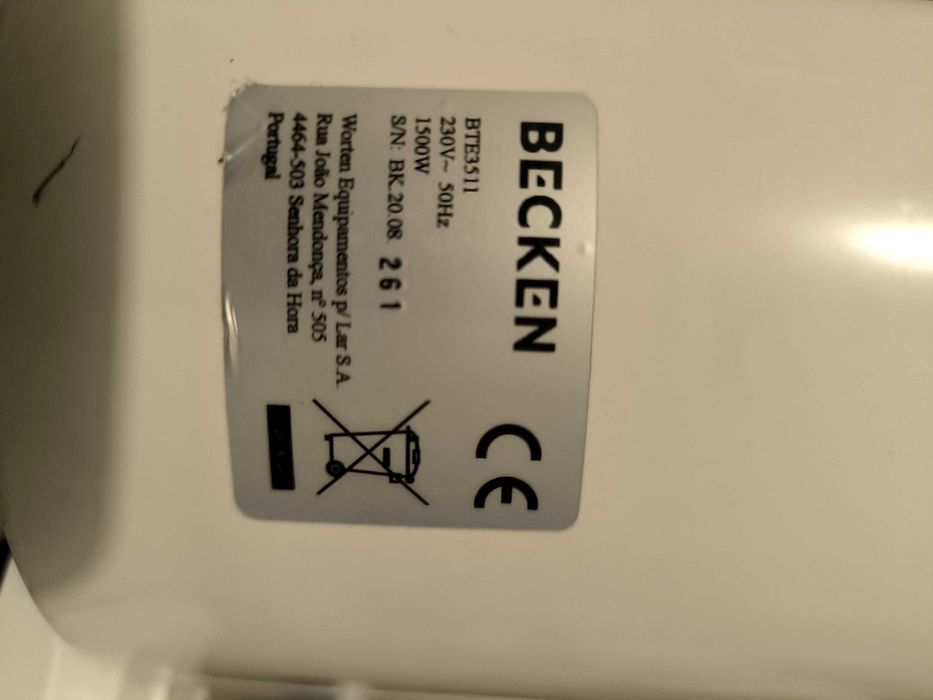 BECKEN
CE
BTE3511
230V~ 50Hz
1500W
S/N: BK.20.08. 261
Worten Equipamentos p/ Lar S.A.
Rua João Mendonça, nº 505
4464-503 Senhora da Hora
Portugal